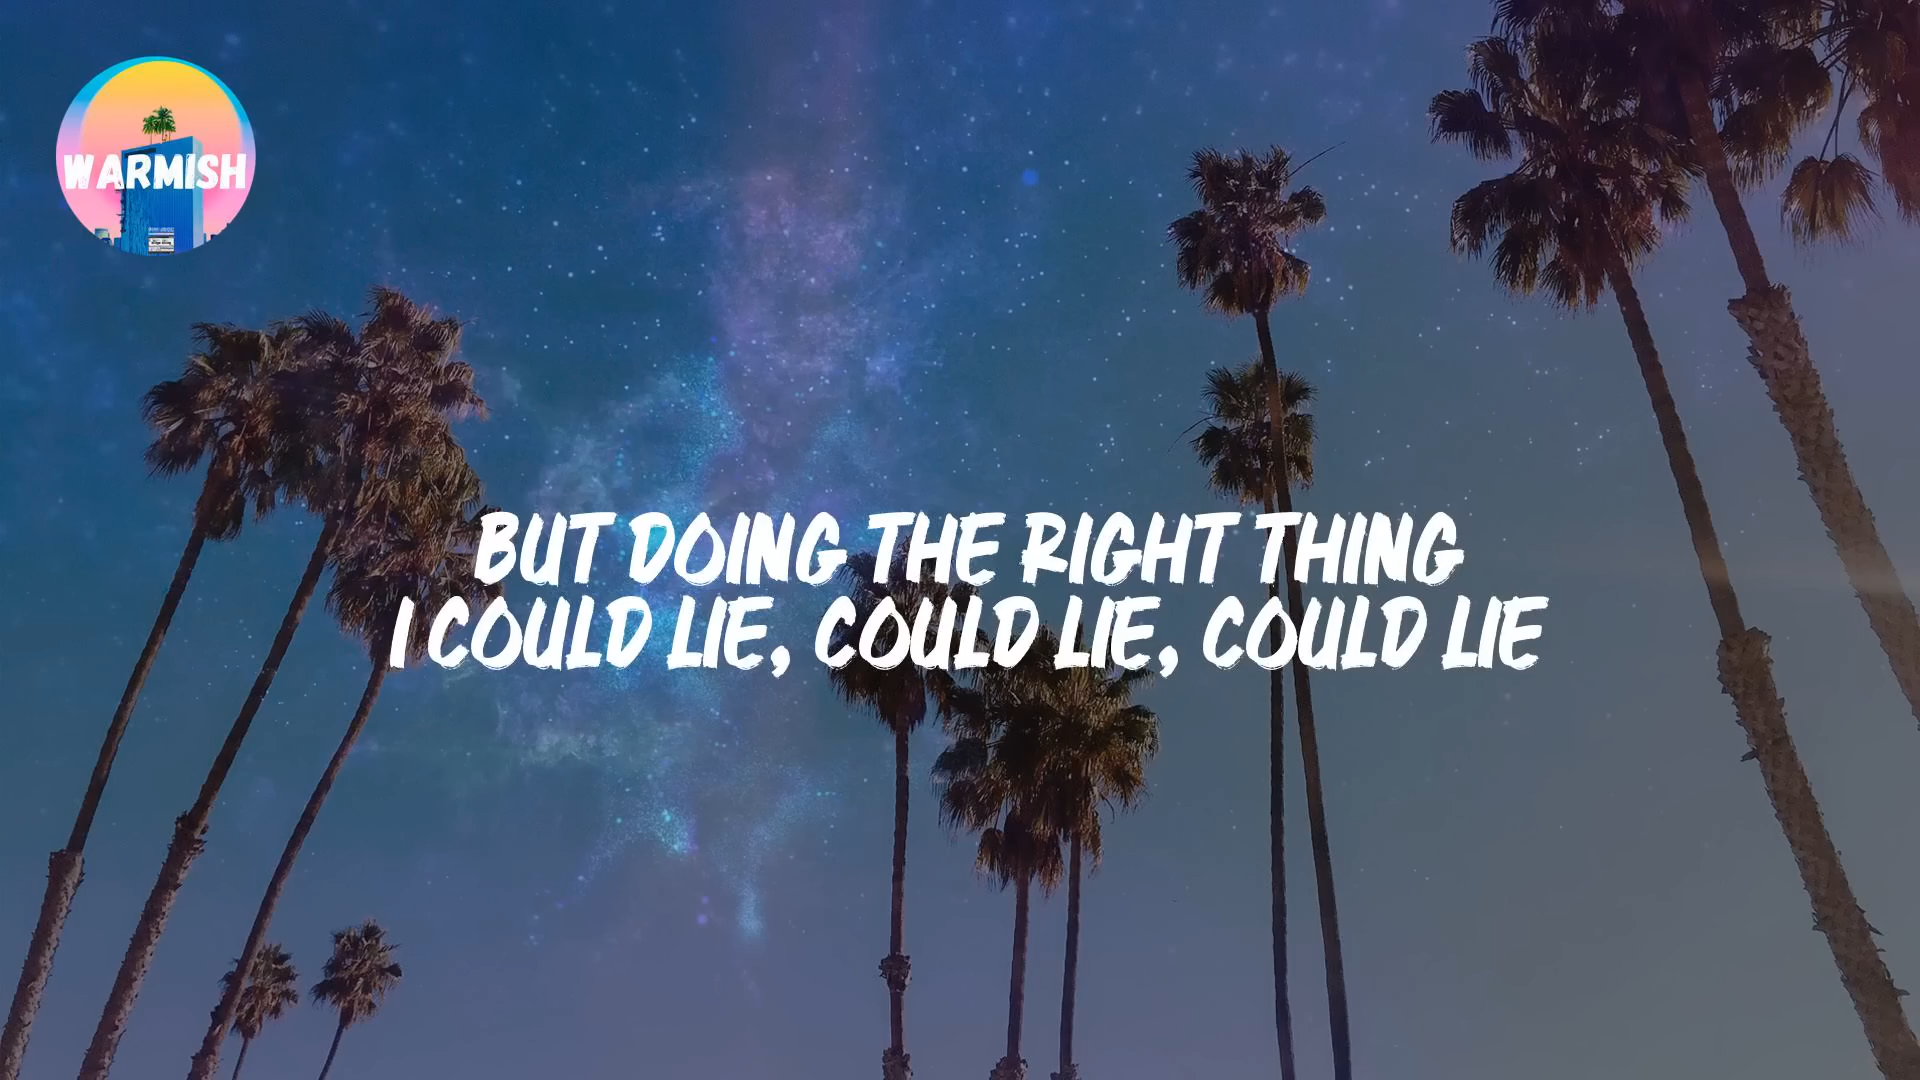 WARMISH
BUT DOING THE RIGHT THING
I COULD LIE, COULD LIE, COULD LIE